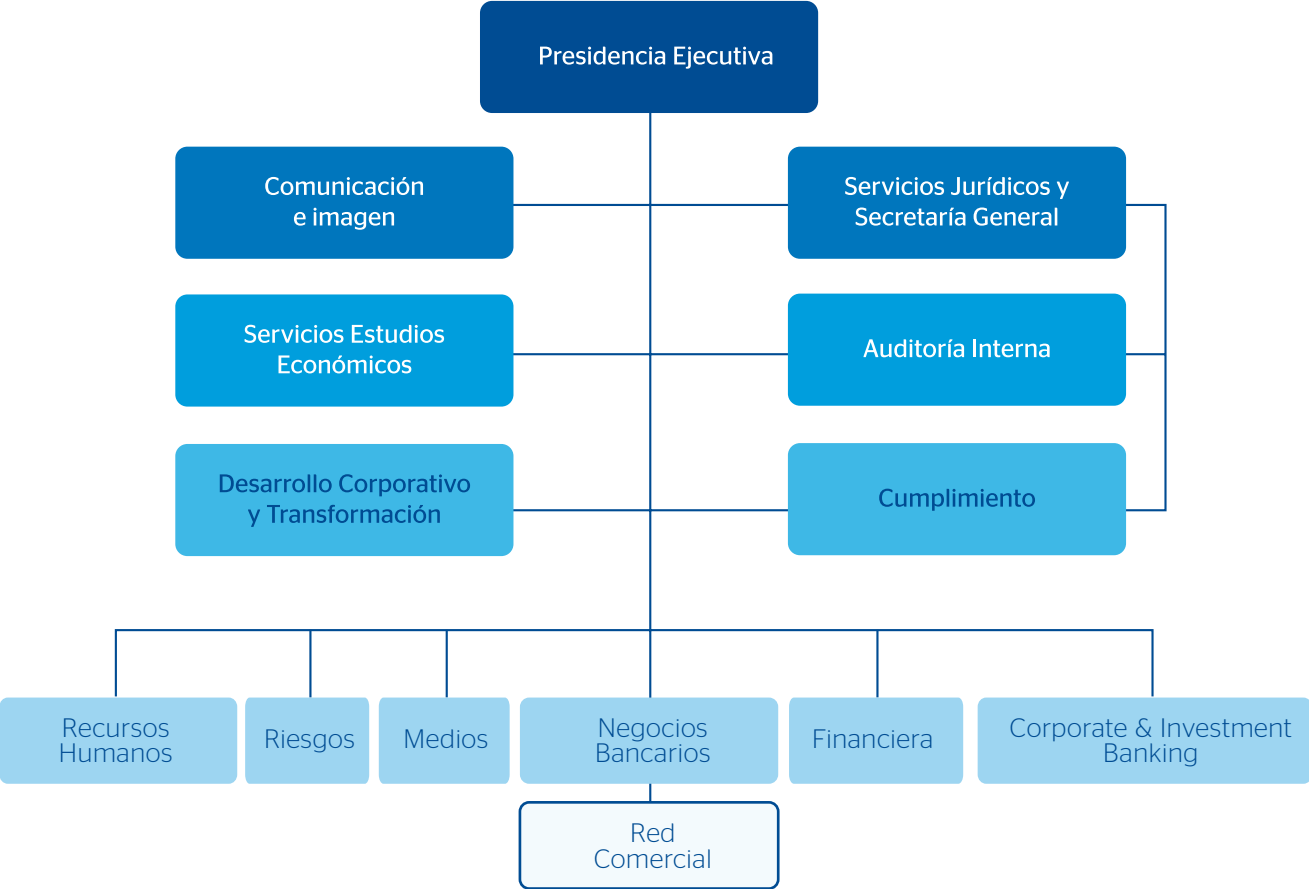 Presidencia Ejecutiva
Comunicación
e imagen
Servicios Jurídicos y
Secretaría General
Servicios Estudios
Económicos
Auditoría Interna
Desarrollo Corporativo
y Transformación
Cumplimiento
Recursos
Humanos
Riesgos
Medios
Negocios
Bancarios
Financiera
Corporate & Investment
Banking
Red
Comercial